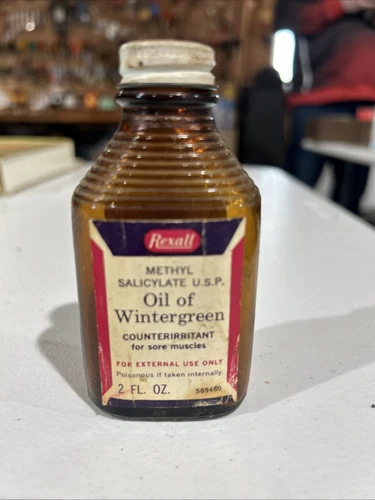 Rexall
METHYL
SALICYLATE U.S.P.
Oil of
Wintergreen
COUNTERIRRITANT
for sore muscles
FOR EXTERNAL USE ONLY
Poisonous if taken internally.
2 FL. OZ. 569480